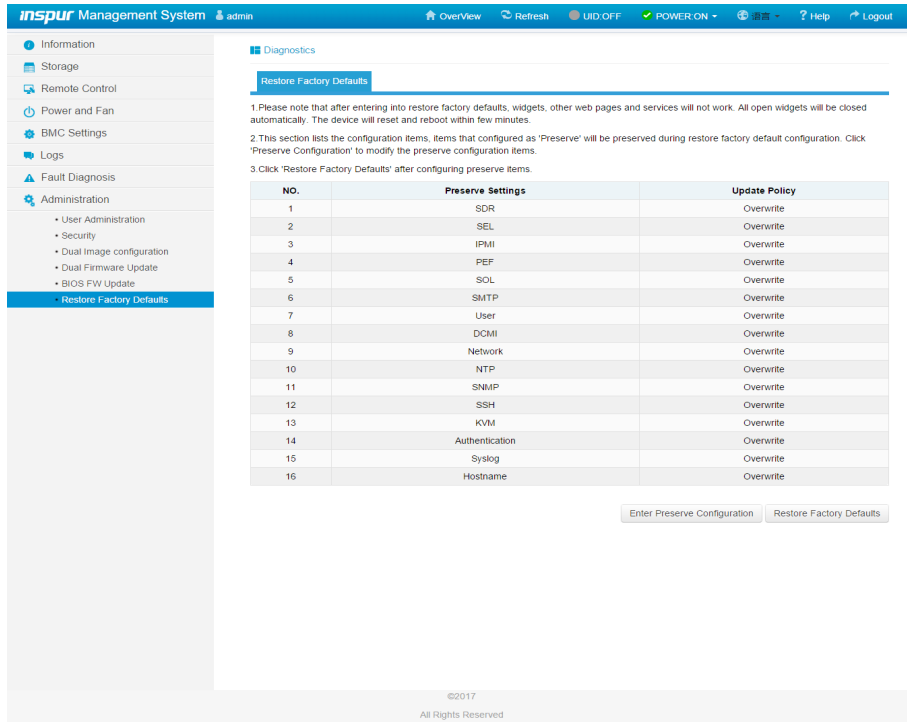 inspur Management System admin OverView Refresh UID:OFF POWER:ON 语言 ? Help Logout
Information
Storage
Remote Control
Power and Fan
BMC Settings
Logs
Fault Diagnosis
Administration
• User Administration
• Security
• Dual Image configuration
• Dual Firmware Update
• BIOS FW Update
• Restore Factory Defaults
Diagnostics
Restore Factory Defaults
1.Please note that after entering into restore factory defaults, widgets, other web pages and services will not work. All open widgets will be closed
automatically. The device will reset and reboot within few minutes.
2.This section lists the configuration items, items that configured as 'Preserve' will be preserved during restore factory default configuration. Click
'Preserve Configuration' to modify the preserve configuration items.
3.Click 'Restore Factory Defaults' after configuring preserve items.
NO. Preserve Settings Update Policy
1 SDR Overwrite
2 SEL Overwrite
3 IPMI Overwrite
4 PEF Overwrite
5 SOL Overwrite
6 SMTP Overwrite
7 User Overwrite
8 DCMI Overwrite
9 Network Overwrite
10 NTP Overwrite
11 SNMP Overwrite
12 SSH Overwrite
13 KVM Overwrite
14 Authentication Overwrite
15 Syslog Overwrite
16 Hostname Overwrite
Enter Preserve Configuration Restore Factory Defaults
©2017
All Rights Reserved